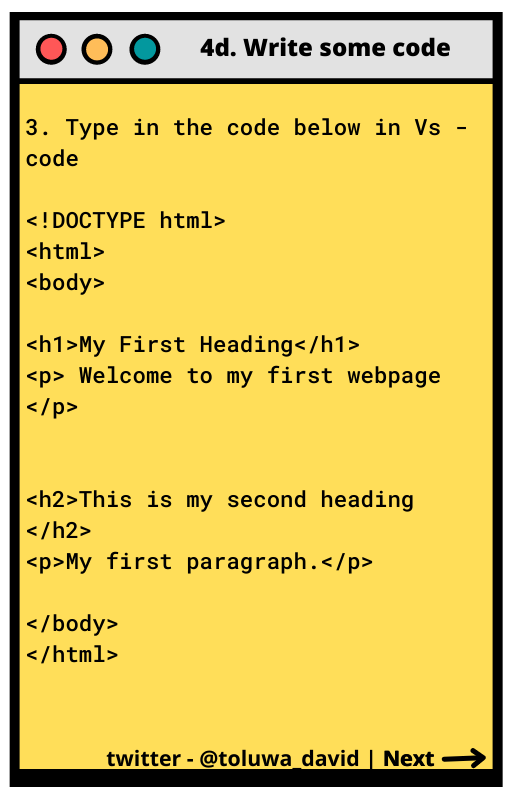 4d. Write some code
3. Type in the code below in Vs -
code
<!DOCTYPE html>
<html>
<body>
<h1>My First Heading</h1>
<p> Welcome to my first webpage
</p>
<h2>This is my second heading
</h2>
<p>My first paragraph.</p>
</body>
</html>
twitter - @toluwa_david | Next